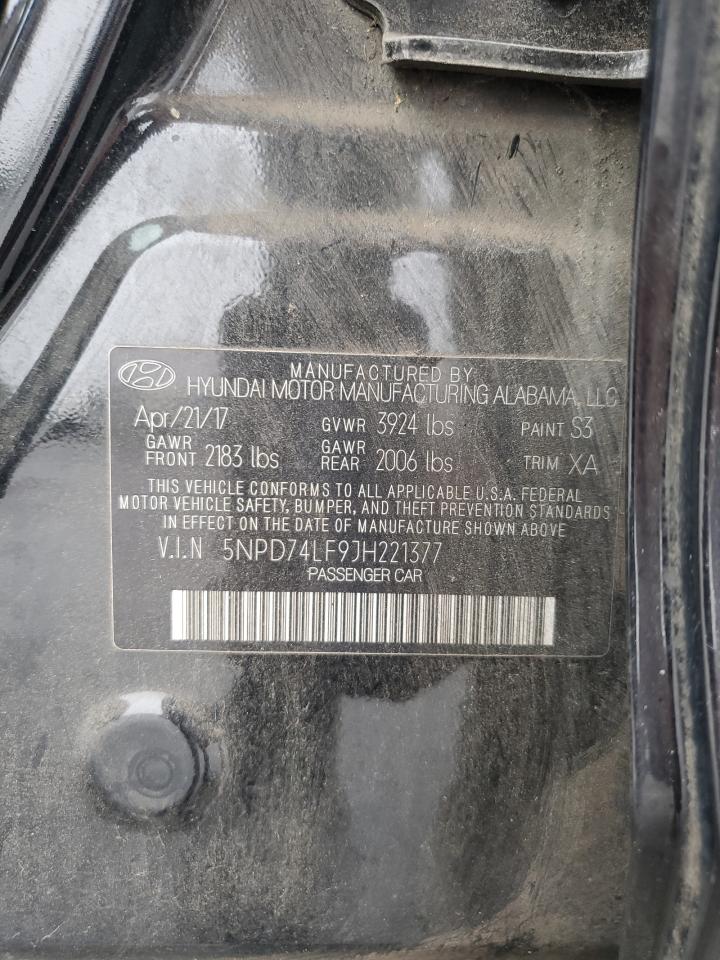 MANUFACTURED BY
HYUNDAI MOTOR MANUFACTURING ALABAMA, LLC
Apr/21/17 GVWR 3924 lbs PAINT S3
GAWR FRONT 2183 lbs GAWR REAR 2006 lbs TRIM XA
THIS VEHICLE CONFORMS TO ALL APPLICABLE U.S.A. FEDERAL
MOTOR VEHICLE SAFETY, BUMPER, AND THEFT PREVENTION STANDARDS
IN EFFECT ON THE DATE OF MANUFACTURE SHOWN ABOVE
V.I.N 5NPD74LF9JH221377
PASSENGER CAR